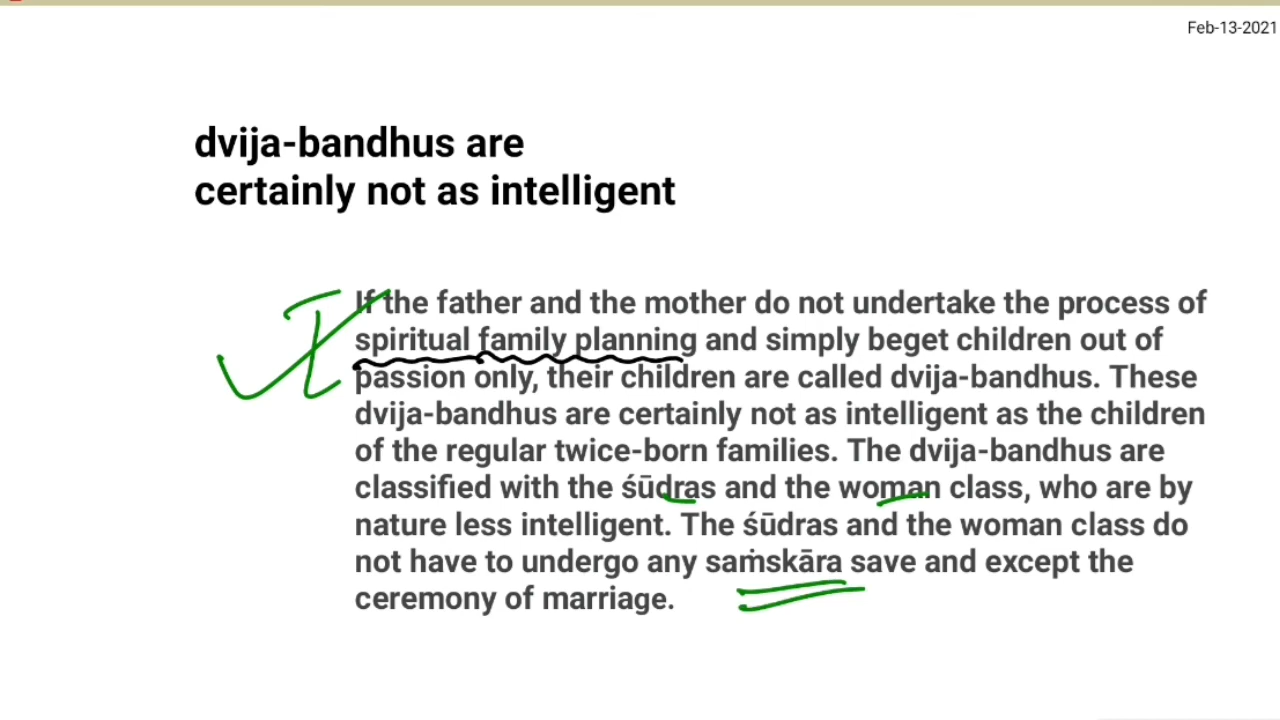 Feb-13-2021
dvija-bandhus are
certainly not as intelligent
If the father and the mother do not undertake the process of
spiritual family planning and simply beget children out of
passion only, their children are called dvija-bandhus. These
dvija-bandhus are certainly not as intelligent as the children
of the regular twice-born families. The dvija-bandhus are
classified with the śūdras and the woman class, who are by
nature less intelligent. The śūdras and the woman class do
not have to undergo any saṁskāra save and except the
ceremony of marriage.